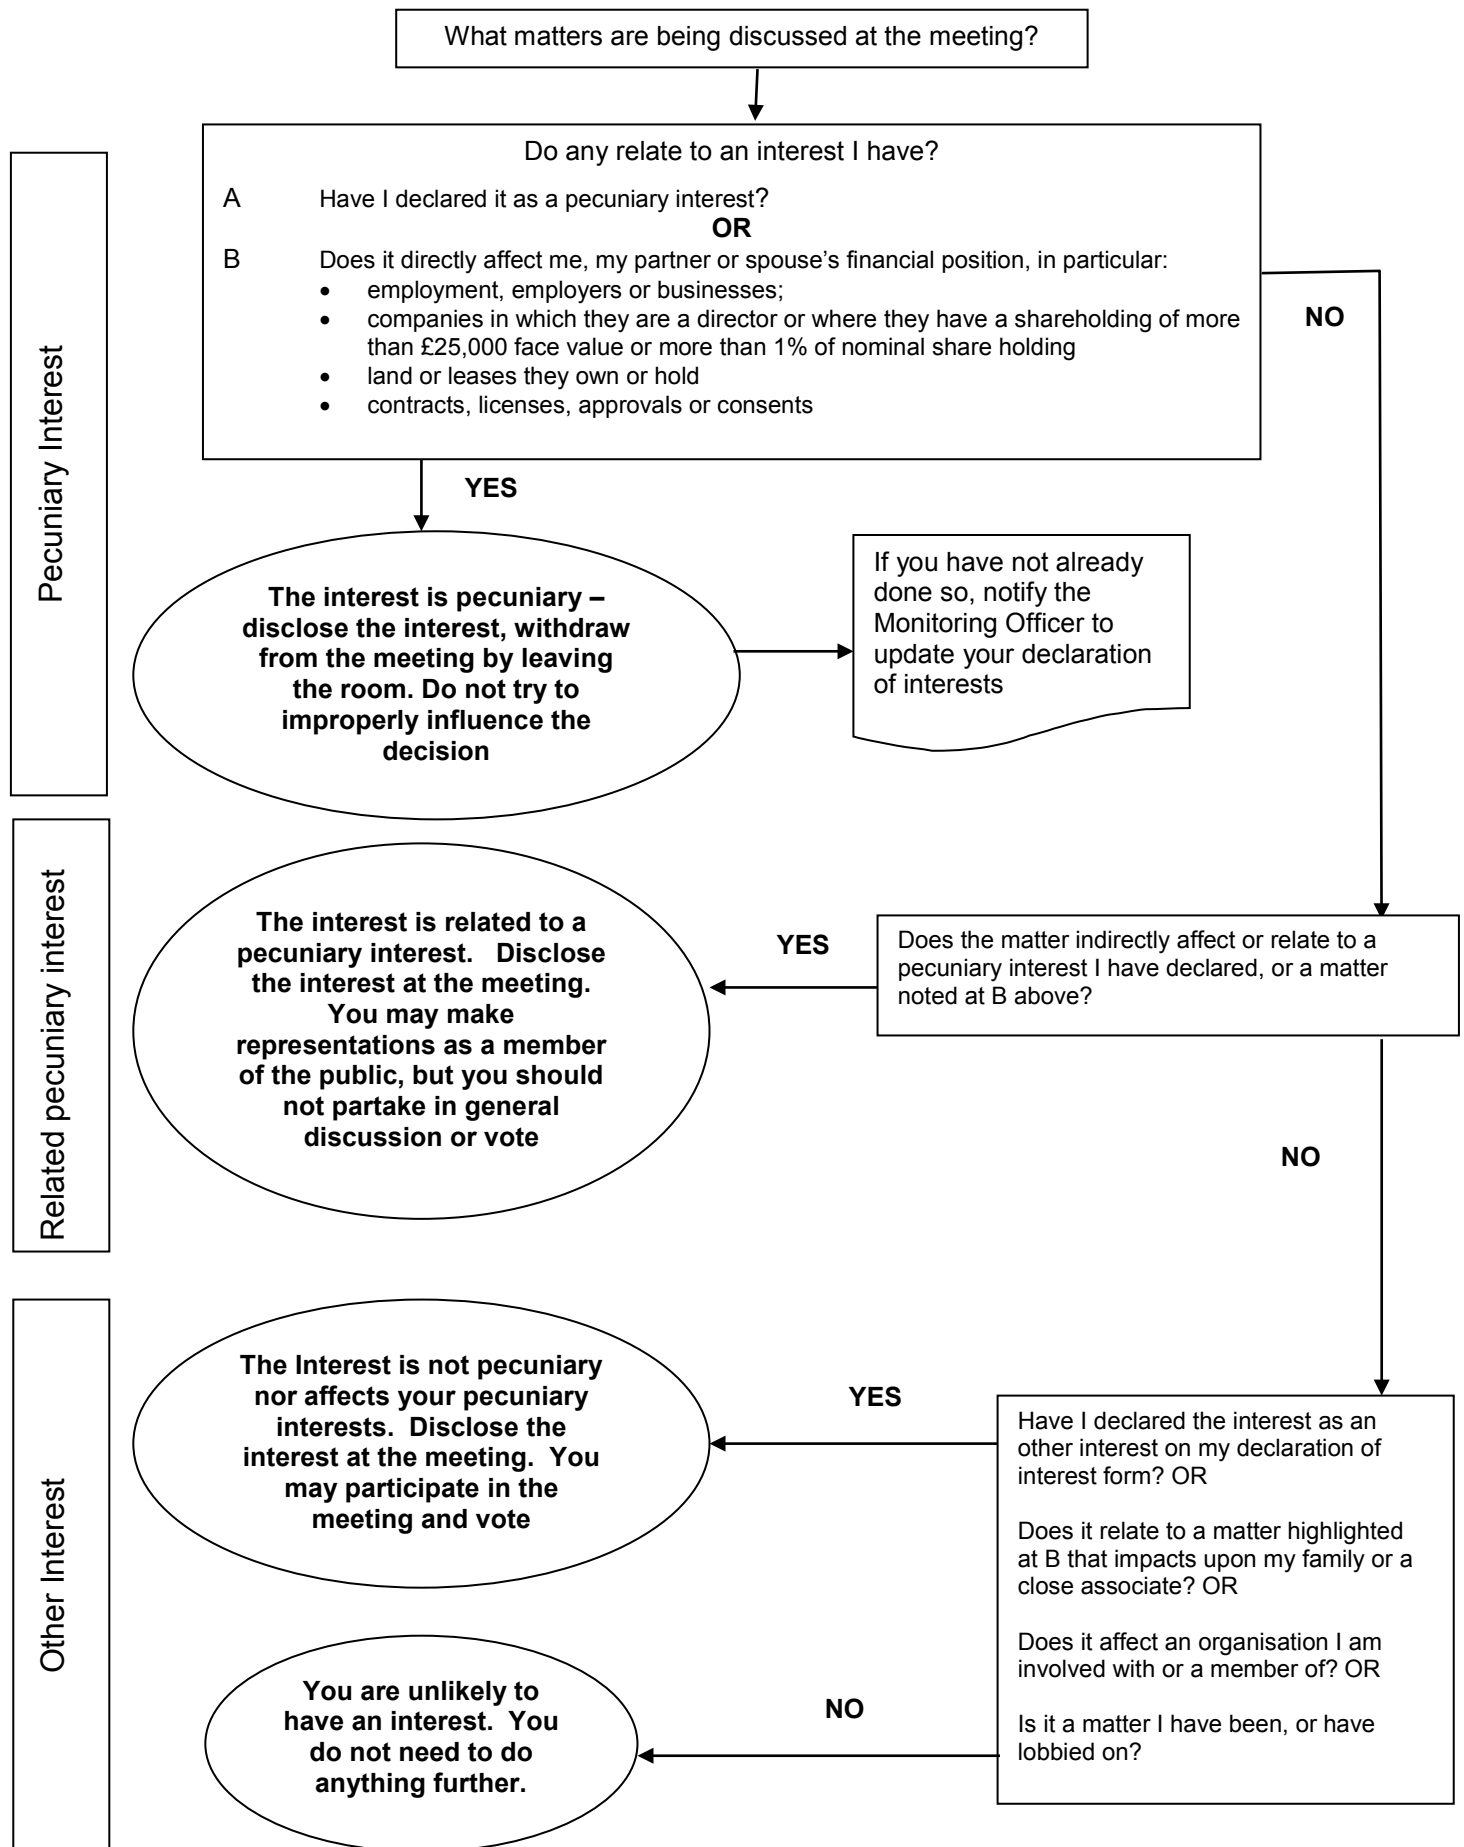 What matters are being discussed at the meeting?
Pecuniary Interest
Do any relate to an interest I have?
A Have I declared it as a pecuniary interest?
OR
B Does it directly affect me, my partner or spouse's financial position, in particular:
• employment, employers or businesses;
• companies in which they are a director or where they have a shareholding of more
than £25,000 face value or more than 1% of nominal share holding
• land or leases they own or hold
• contracts, licenses, approvals or consents
NO
YES
The interest is pecuniary –
disclose the interest, withdraw
from the meeting by leaving
the room. Do not try to
improperly influence the
decision
If you have not already
done so, notify the
Monitoring Officer to
update your declaration
of interests
Related pecuniary interest
The interest is related to a
pecuniary interest. Disclose
the interest at the meeting.
You may make
representations as a member
of the public, but you should
not partake in general
discussion or vote
YES
Does the matter indirectly affect or relate to a
pecuniary interest I have declared, or a matter
noted at B above?
NO
Other Interest
The Interest is not pecuniary
nor affects your pecuniary
interests. Disclose the
interest at the meeting. You
may participate in the
meeting and vote
YES
Have I declared the interest as an
other interest on my declaration of
interest form? OR
Does it relate to a matter highlighted
at B that impacts upon my family or a
close associate? OR
Does it affect an organisation I am
involved with or a member of? OR
Is it a matter I have been, or have
lobbied on?
NO
You are unlikely to
have an interest. You
do not need to do
anything further.